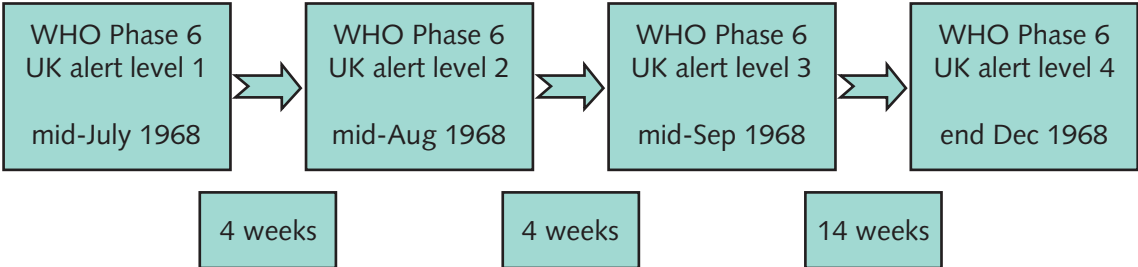 WHO Phase 6
UK alert level 1
mid-July 1968
WHO Phase 6
UK alert level 2
mid-Aug 1968
WHO Phase 6
UK alert level 3
mid-Sep 1968
WHO Phase 6
UK alert level 4
end Dec 1968
4 weeks
4 weeks
14 weeks